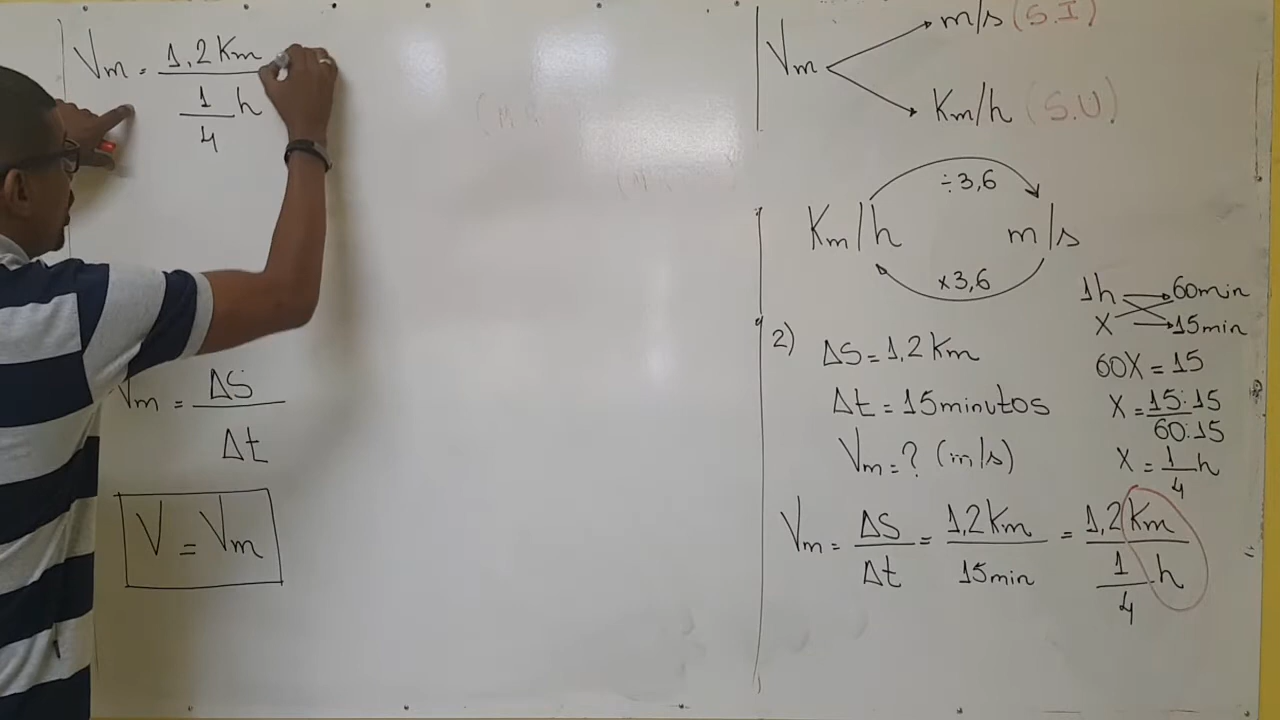 Vm = 1,2 Km
1/4 h
Vm = ΔS
Δt
V = Vm
Vm
m/s (S.I)
Km/h (S.U)
÷3,6
Km/h m/s
×3,6
1h 60min
X 15min
60X = 15
X = 15:15
60:15
X = 1/4 h
2) ΔS = 1,2 Km
Δt = 15 minutos
Vm = ? (m/s)
Vm = ΔS/Δt = 1,2 Km/15 min = 1,2 Km / 1/4 h =